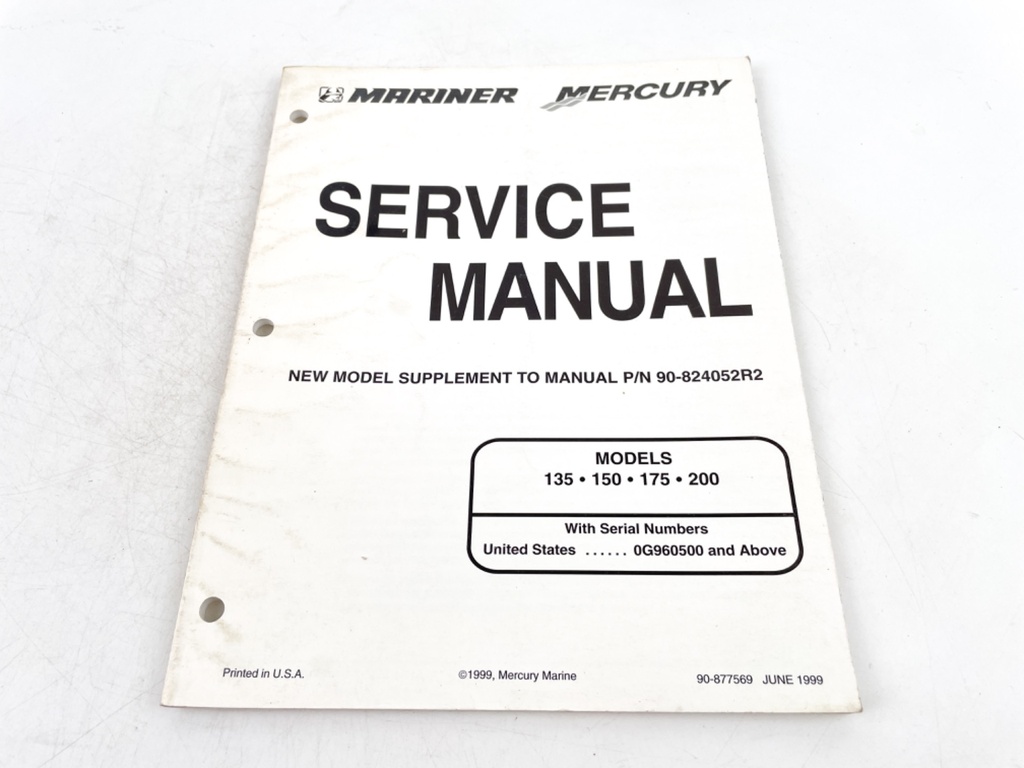 MARINER MERCURY
SERVICE
MANUAL
NEW MODEL SUPPLEMENT TO MANUAL P/N 90-824052R2
MODELS
135 • 150 • 175 • 200
With Serial Numbers
United States ...... 0G960500 and Above
Printed in U.S.A. ©1999, Mercury Marine 90-877569 JUNE 1999